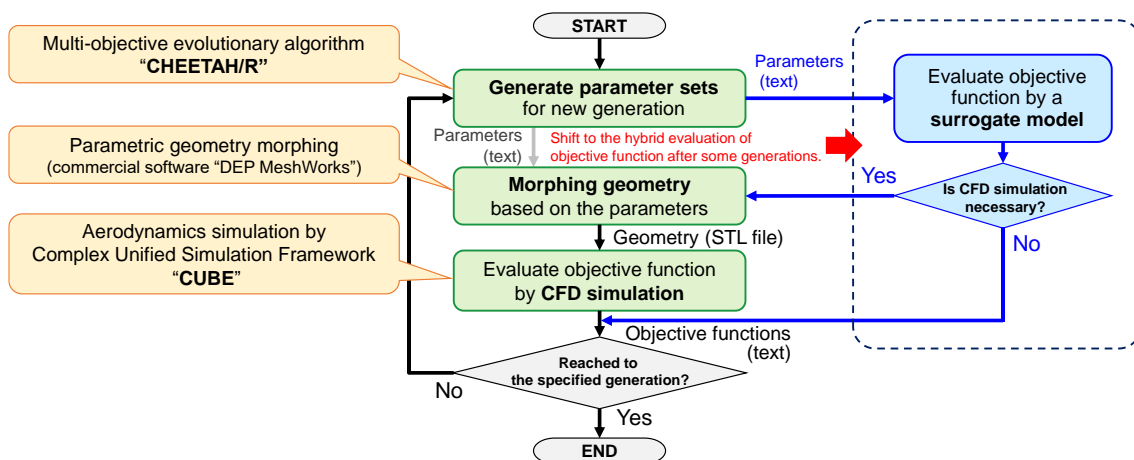 START
Multi-objective evolutionary algorithm
“CHEETAH/R”
Generate parameter sets
for new generation
Parameters
(text)
Evaluate objective
function by a
surrogate model
Parameters
(text)
Shift to the hybrid evaluation of
objective function after some generations.
Parametric geometry morphing
(commercial software “DEP MeshWorks”)
Morphing geometry
based on the parameters
Yes
Is CFD simulation
necessary?
No
Geometry (STL file)
Aerodynamics simulation by
Complex Unified Simulation Framework
“CUBE”
Evaluate objective function
by CFD simulation
Objective functions
(text)
Reached to
the specified generation?
No
Yes
END